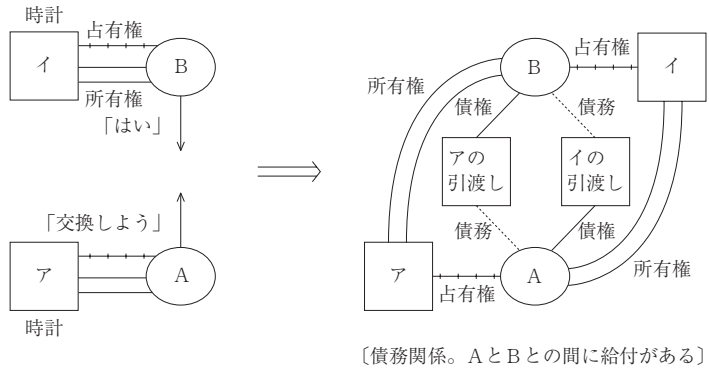 時計
占有権
イ
B
所有権
「はい」
「交換しよう」
ア
A
時計
占有権
B
イ
所有権
債権
債務
アの
引渡し
イの
引渡し
債務
債権
ア
A
占有権
所有権
〔債務関係。AとBとの間に給付がある〕